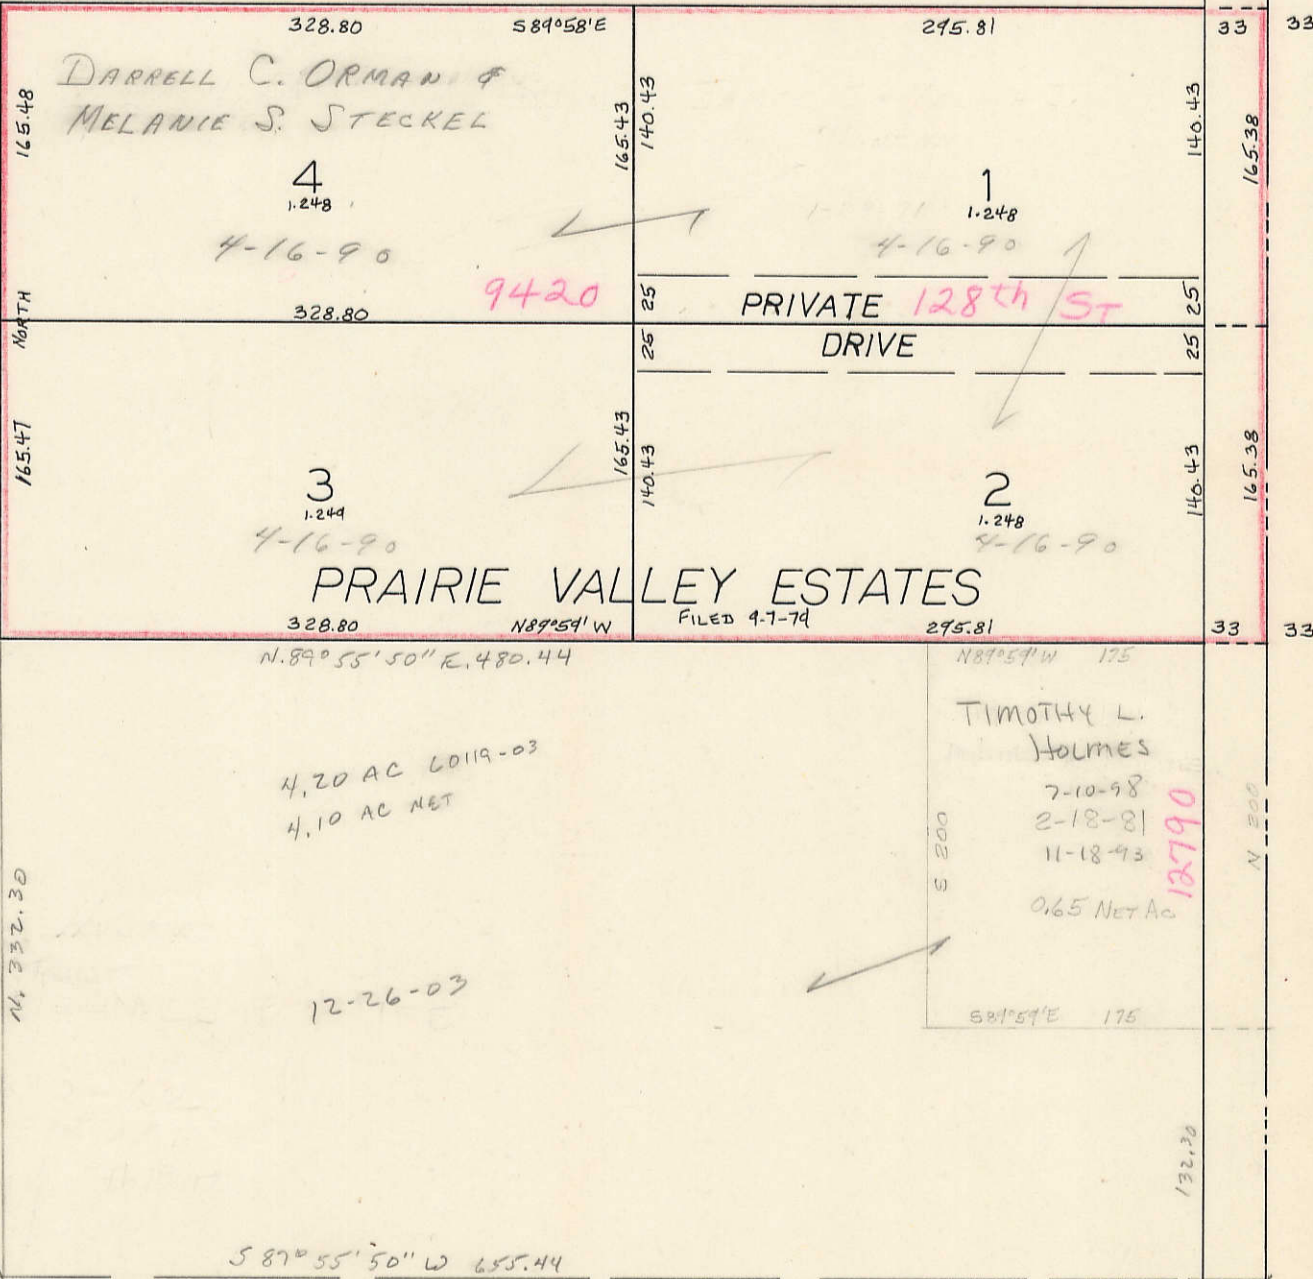 328.80 S89°58'E 295.81 33 33
DARRELL C. ORMAN &
MELANIE S. STECKEL
165.48 165.43 140.43 140.43 165.38
4 1
1.248 1.248
4-16-90 4-16-90
9420 25 PRIVATE 128th ST 25
NORTH 328.80
25 DRIVE 25
165.47 165.43 140.43 140.43 165.38
3 2
1.249 1.248
4-16-90 4-16-90
PRAIRIE VALLEY ESTATES
FILED 9-7-79
328.80 N89°59'W 295.81 33 33
N.89°55'50"E.480.44 N89°59'W 175
TIMOTHY L.
HOLMES
4.20 AC 60119-03
4.10 AC NET
7-10-98
2-18-81
11-18-93
12790
S 200 N 200
0.65 NET AC
N. 332.30
12-26-03
S89°59'E 175
132.30
S 87°55'50" W 655.44